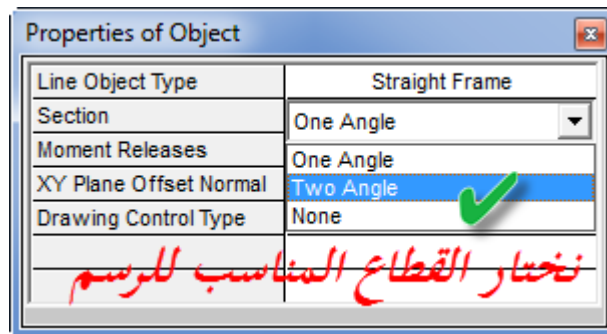 Properties of Object
Line Object Type Straight Frame
Section One Angle
Moment Releases One Angle
XY Plane Offset Normal Two Angle
Drawing Control Type None
نختار القطاع المناسب للرسم